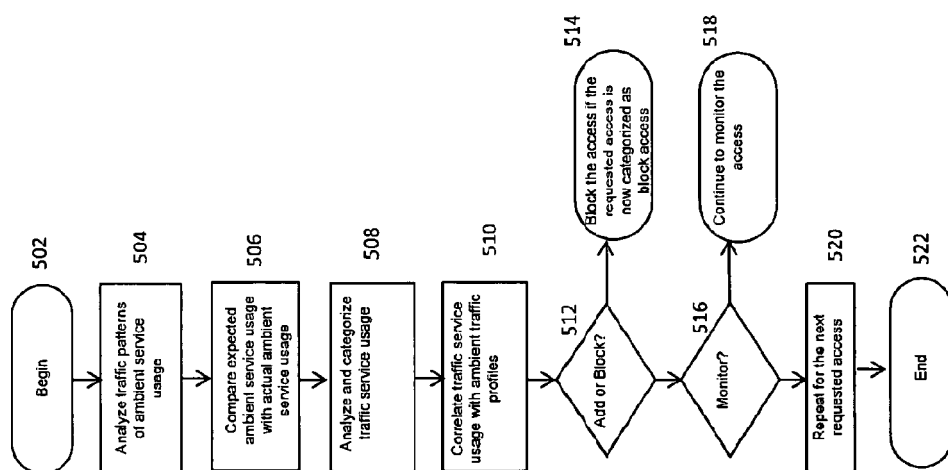 Begin
502
Analyze traffic patterns
of ambient service
usage
504
Compare expected
ambient service usage
with actual ambient
service usage
506
Analyze and categorize
traffic service usage
508
Correlate traffic service
usage with ambient traffic
profiles
510
Add or Block?
512
Block the access if the
requested access is
now categorized as
block access
514
Monitor?
516
Continue to monitor the
access
518
Repeat for the next
requested access
520
End
522